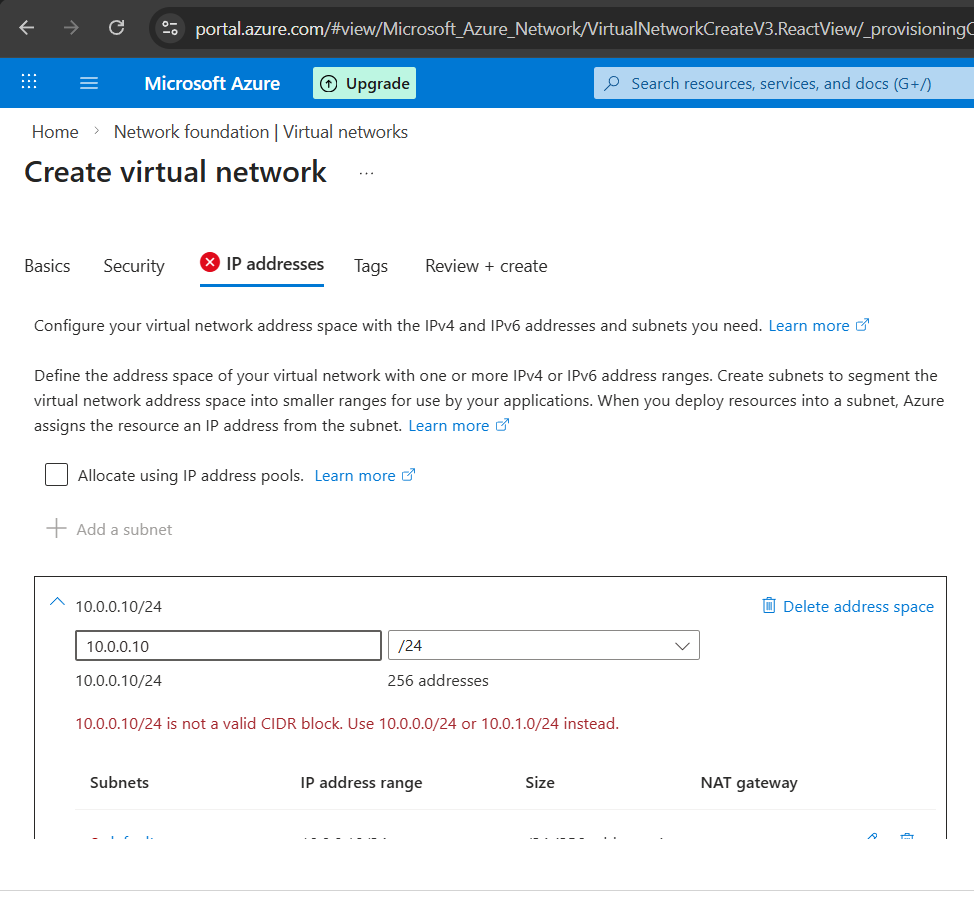 portal.azure.com/#view/Microsoft_Azure_Network/VirtualNetworkCreateV3.ReactView/_provisioningC
Microsoft Azure
Upgrade
Search resources, services, and docs (G+/)
Home > Network foundation | Virtual networks
Create virtual network ...
Basics Security IP addresses Tags Review + create
Configure your virtual network address space with the IPv4 and IPv6 addresses and subnets you need. Learn more
Define the address space of your virtual network with one or more IPv4 or IPv6 address ranges. Create subnets to segment the
virtual network address space into smaller ranges for use by your applications. When you deploy resources into a subnet, Azure
assigns the resource an IP address from the subnet. Learn more
Allocate using IP address pools. Learn more
+ Add a subnet
10.0.0.10/24 Delete address space
10.0.0.10 /24
10.0.0.10/24 256 addresses
10.0.0.10/24 is not a valid CIDR block. Use 10.0.0.0/24 or 10.0.1.0/24 instead.
Subnets IP address range Size NAT gateway